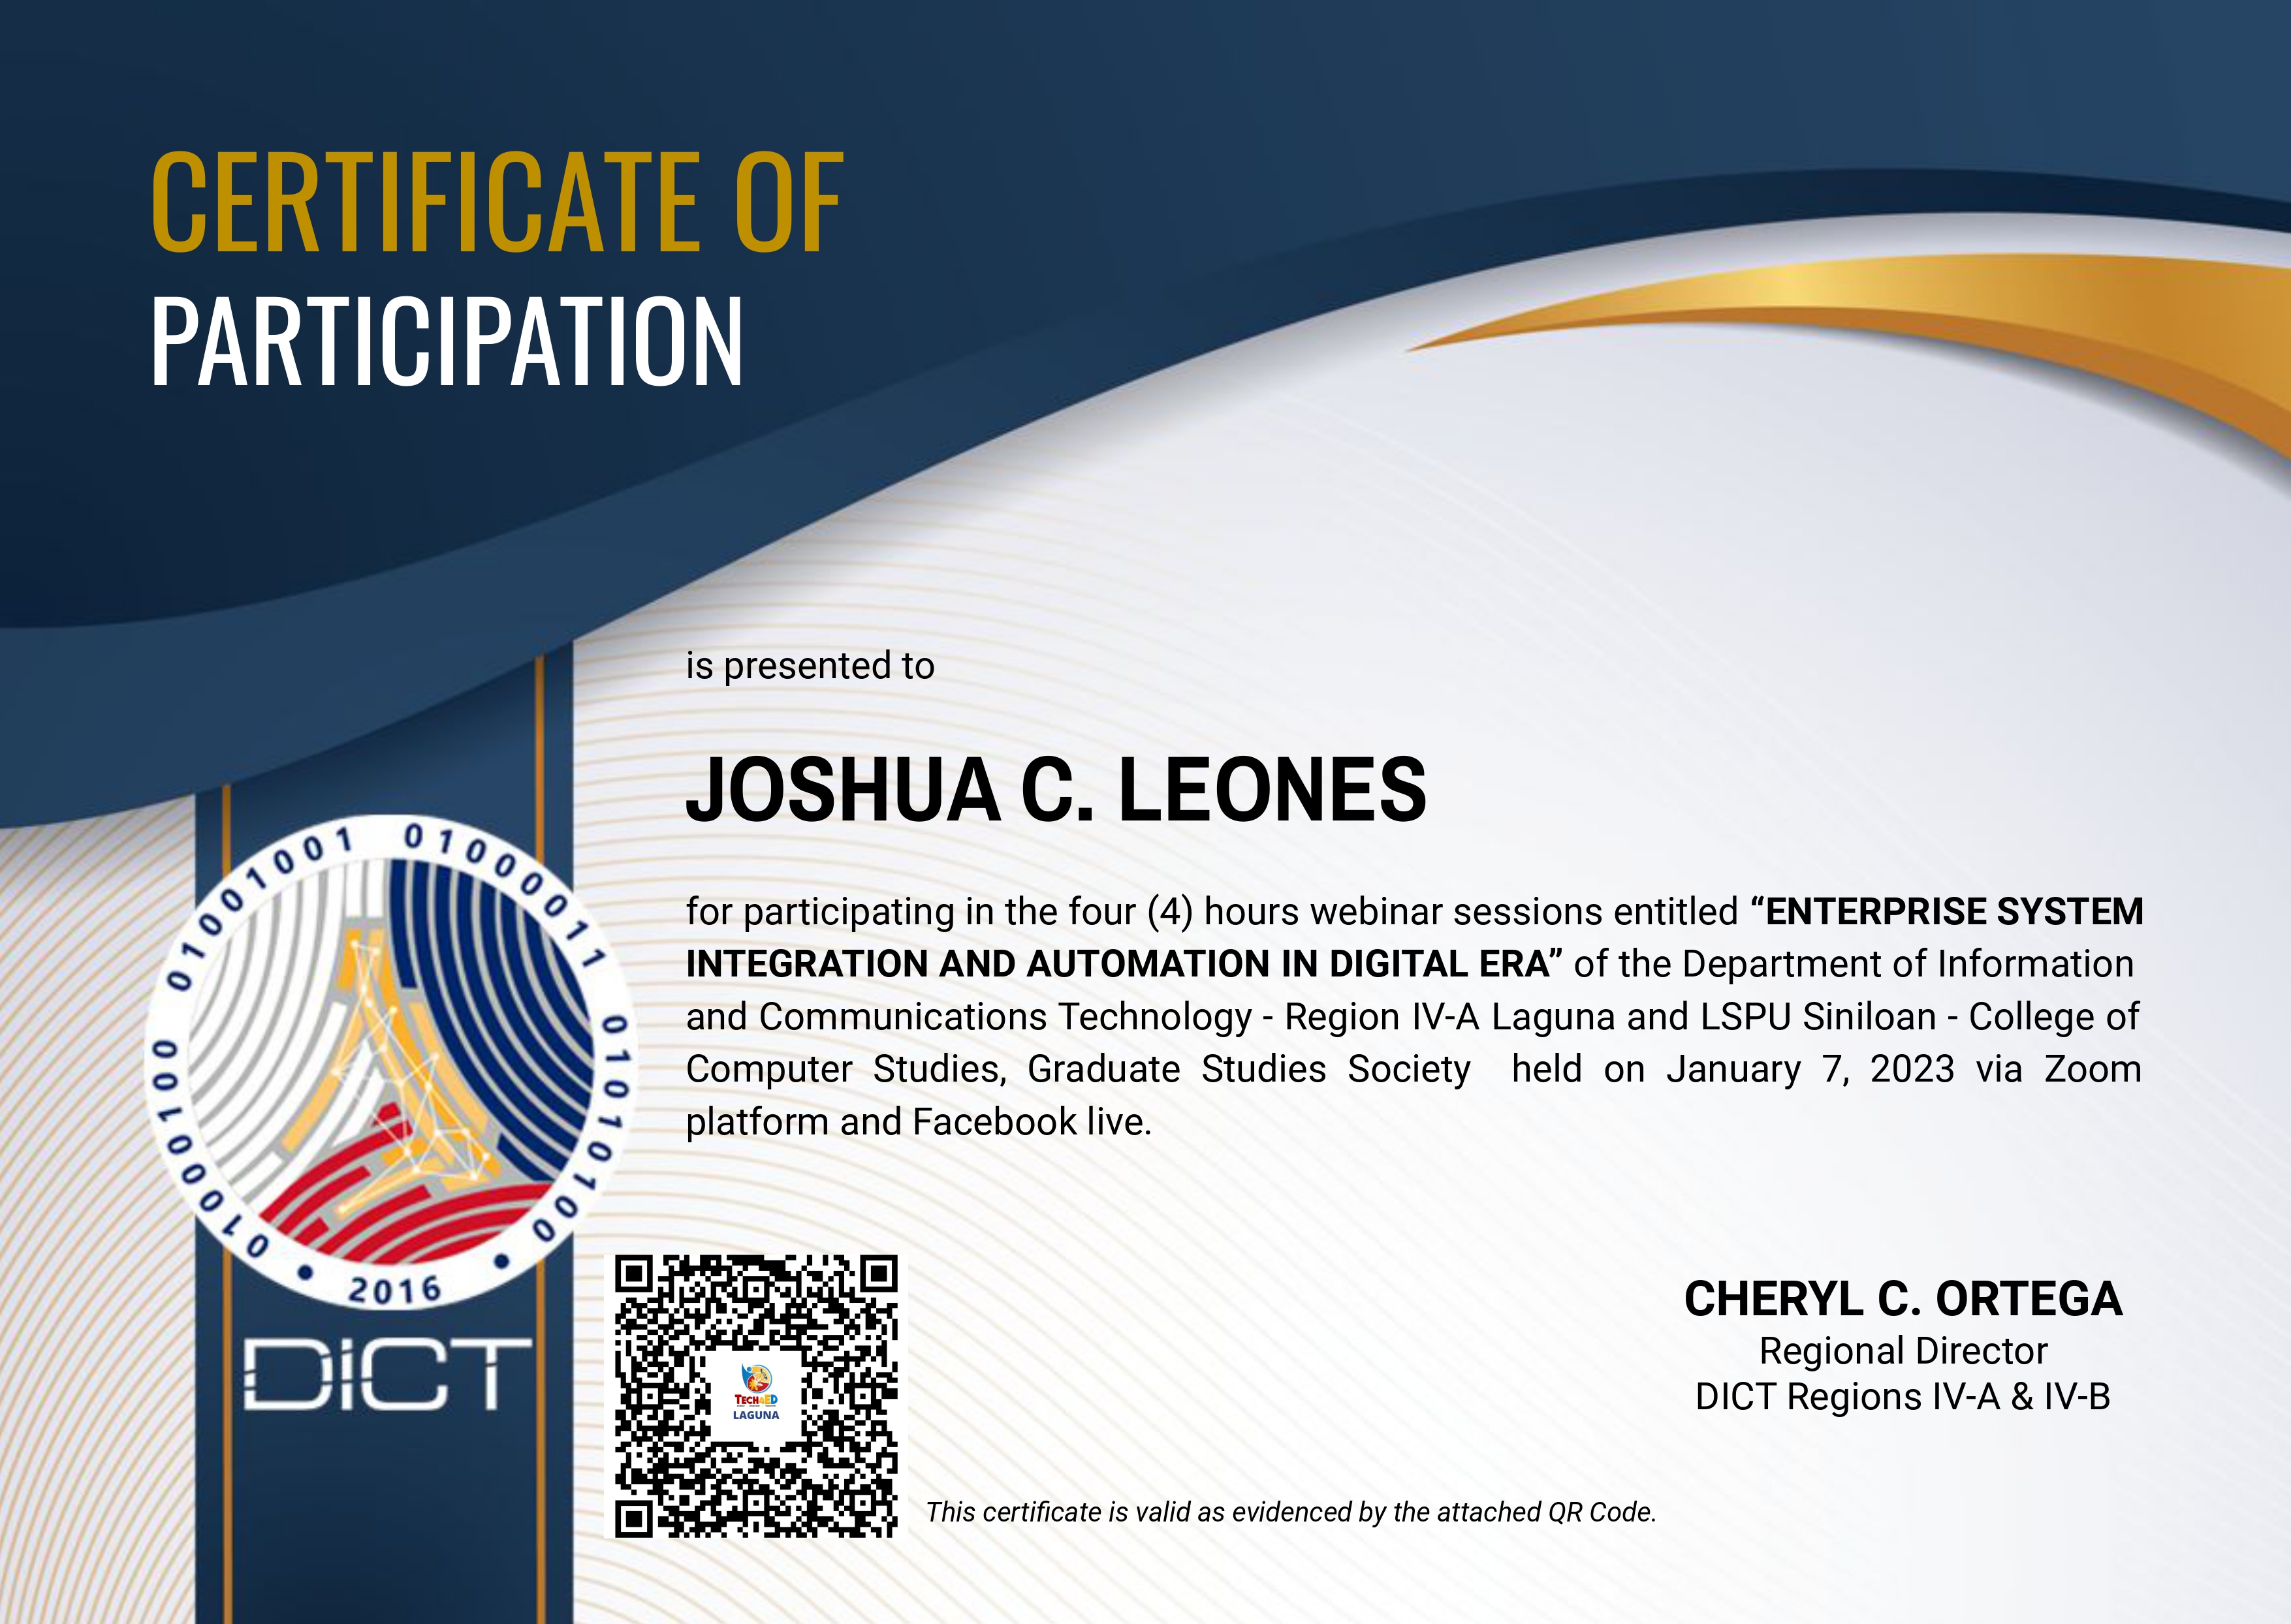 CERTIFICATE OF
PARTICIPATION
is presented to
JOSHUA C. LEONES
for participating in the four (4) hours webinar sessions entitled “ENTERPRISE SYSTEM
INTEGRATION AND AUTOMATION IN DIGITAL ERA” of the Department of Information
and Communications Technology - Region IV-A Laguna and LSPU Siniloan - College of
Computer Studies, Graduate Studies Society held on January 7, 2023 via Zoom
platform and Facebook live.
01000100 01001001 01000011 01010100
2016
DICT
TECH4ED
LAGUNA
CHERYL C. ORTEGA
Regional Director
DICT Regions IV-A & IV-B
This certificate is valid as evidenced by the attached QR Code.